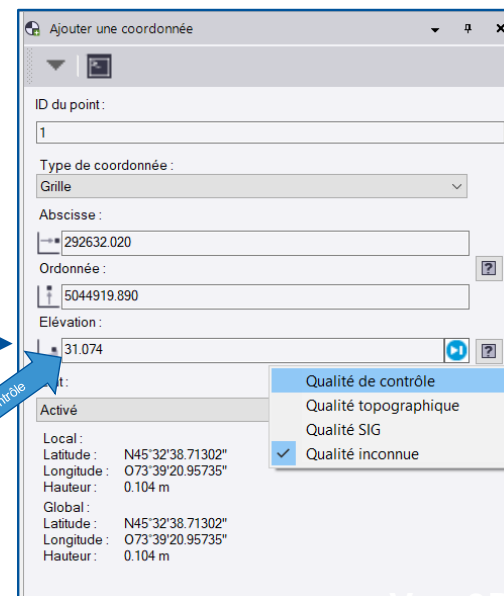 Ajouter une coordonnée
ID du point :
1
Type de coordonnée :
Grille
Abscisse :
292632.020
Ordonnée :
5044919.890
Elévation :
31.074
Qualité de contrôle
Activé
Qualité topographique
Qualité SIG
Qualité inconnue
Local :
Latitude : N45°32'38.71302"
Longitude : O73°39'20.95735"
Hauteur : 0.104 m
Global :
Latitude : N45°32'38.71302"
Longitude : O73°39'20.95735"
Hauteur : 0.104 m